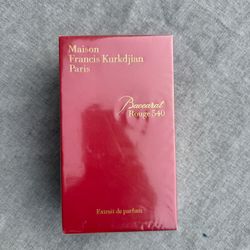 Maison
Francis Kurkdjian
Paris
Baccarat
Rouge 540
Extrait de parfum